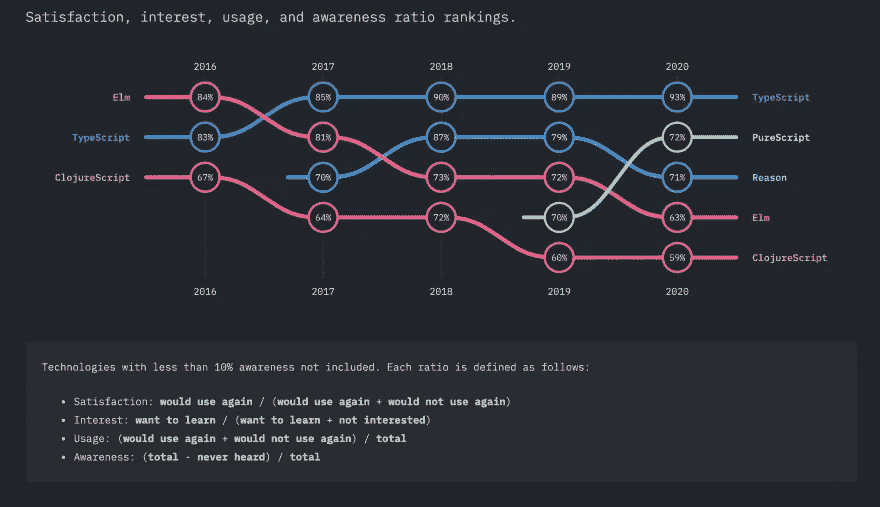 Satisfaction, interest, usage, and awareness ratio rankings.
2016 2017 2018 2019 2020
Elm 84% 85% 90% 89% 93% TypeScript
TypeScript 83% 81% 87% 79% 72% PureScript
ClojureScript 67% 70% 73% 72% 71% Reason
64% 72% 70% 63% Elm
60% 59% ClojureScript
2016 2017 2018 2019 2020
Technologies with less than 10% awareness not included. Each ratio is defined as follows:
• Satisfaction: would use again / (would use again + would not use again)
• Interest: want to learn / (want to learn + not interested)
• Usage: (would use again + would not use again) / total
• Awareness: (total - never heard) / total